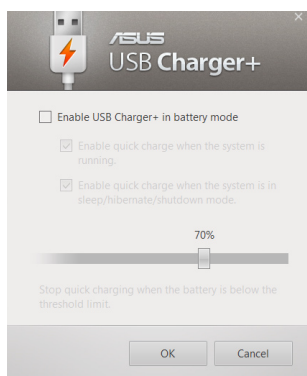 ASUS
USB Charger+
Enable USB Charger+ in battery mode
Enable quick charge when the system is
running.
Enable quick charge when the system is in
sleep/hibernate/shutdown mode.
70%
Stop quick charging when the battery is below the
threshold limit.
OK
Cancel